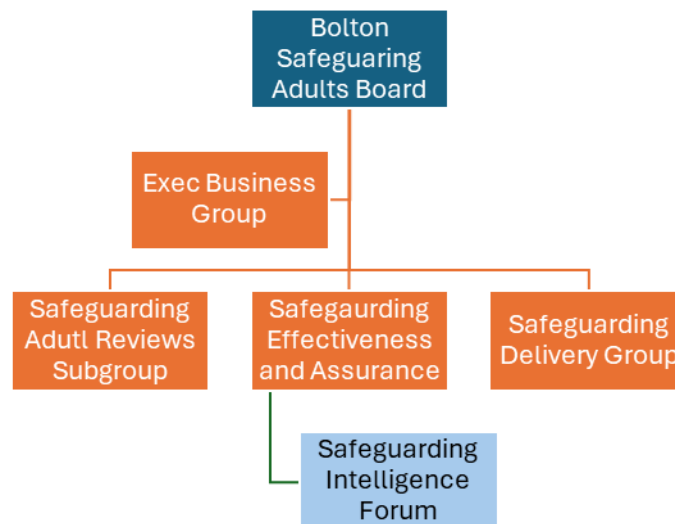 Bolton
Safeguaring
Adults Board
Exec Business
Group
Safeguarding
Adutl Reviews
Subgroup
Safegaurding
Effectiveness
and Assurance
Safeguarding
Delivery Group
Safeguarding
Intelligence
Forum